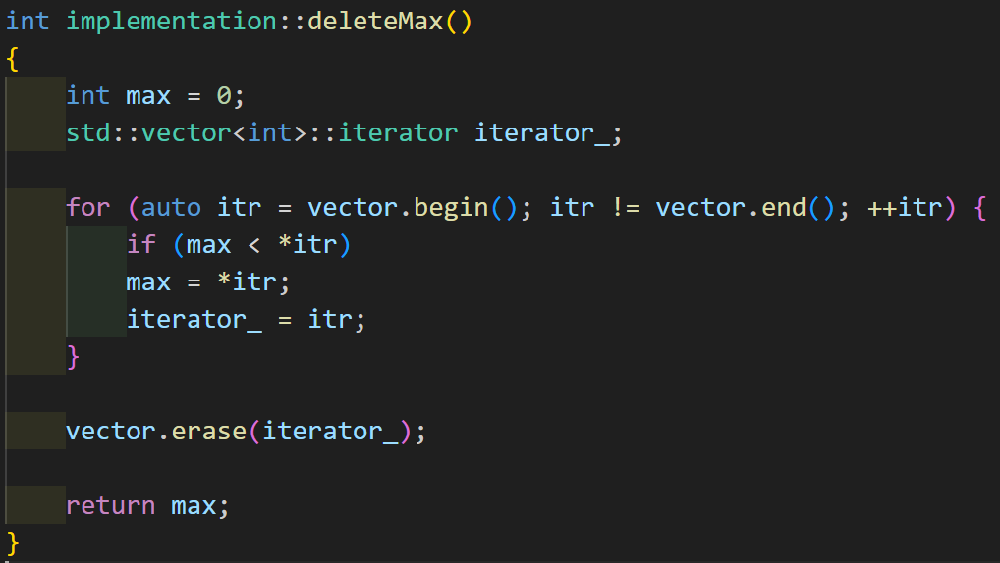 int implementation::deleteMax()
{
    int max = 0;
    std::vector<int>::iterator iterator_;

    for (auto itr = vector.begin(); itr != vector.end(); ++itr) {
        if (max < *itr)
        max = *itr;
        iterator_ = itr;
    }

    vector.erase(iterator_);

    return max;
}